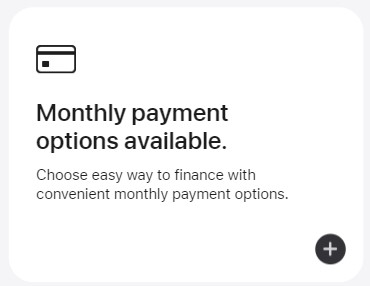 Monthly payment
options available.
Choose easy way to finance with
convenient monthly payment options.